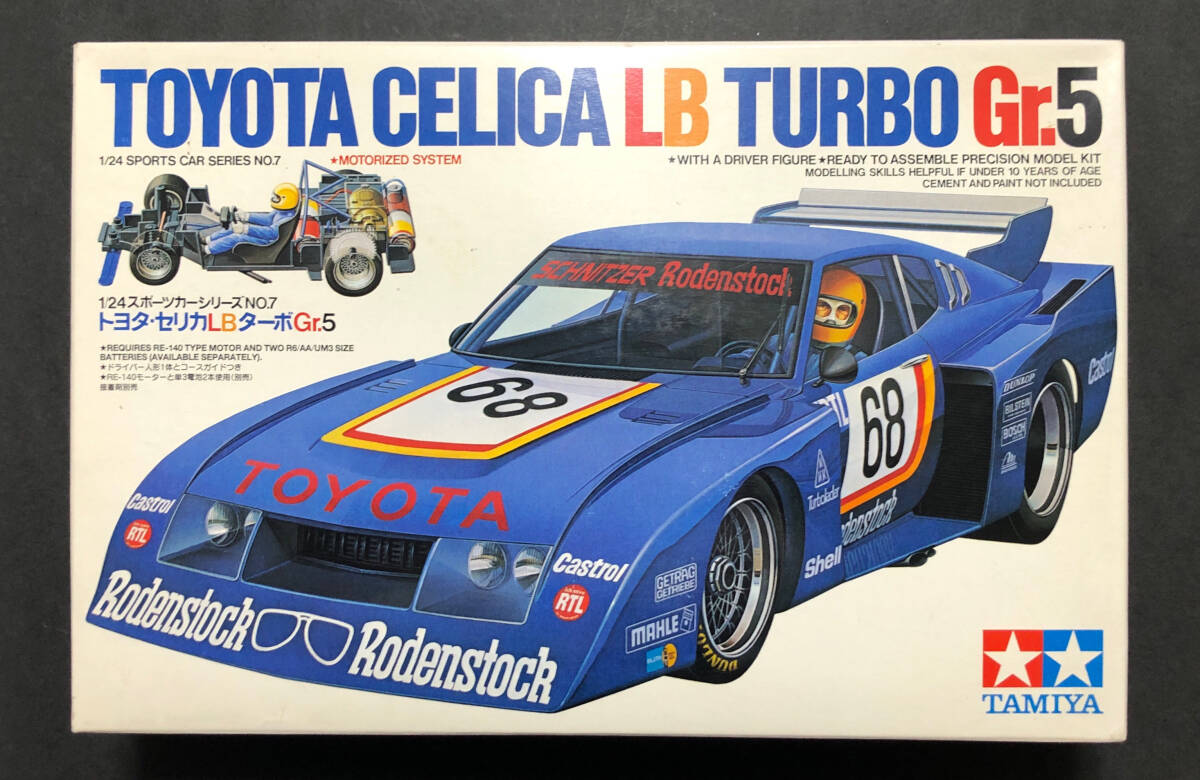 TOYOTA CELICA LB TURBO Gr.5
1/24 SPORTS CAR SERIES NO.7
★MOTORIZED SYSTEM
★WITH A DRIVER FIGURE ★READY TO ASSEMBLE PRECISION MODEL KIT
MODELLING SKILLS HELPFUL IF UNDER 10 YEARS OF AGE
CEMENT AND PAINT NOT INCLUDED
1/24スポーツカーシリーズNO.7
トヨタ・セリカLBターボGr.5
★REQUIRES RE-140 TYPE MOTOR AND TWO R6/AA/UM3 SIZE
BATTERIES (AVAILABLE SEPARATELY).
★ドライバー人形1体とコースガイドつき
★RE-140モーターと単3電池2本使用(別売)
接着剤別売
SCHNITZER Rodenstock
68
TOYOTA
Castrol
RTL
Rodenstock
Rodenstock
Castrol
RTL
GETRAG
GETRIEBE
MAHLE
DUNLO
Shell
Turbolader
TL
68
Rodenstock
DUNLOP
BILSTEIN
BOSCH
Castrol
TAMIYA